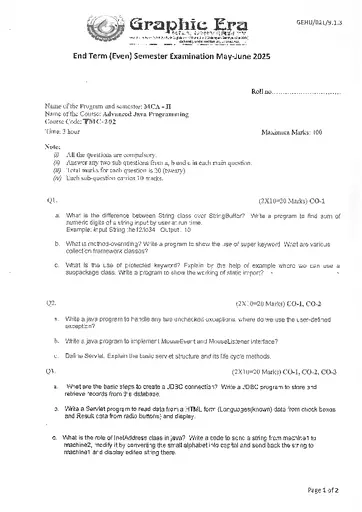 Graphic Era
GEHU/02L/9.1.3
End Term (Even) Semester Examination May-June 2025
Roll no.
Name of the Program and semester: MCA - II
Name of the Course: Advanced Java Programming
Course Code: TMC-202
Time: 3 hour Maximum Marks: 100
Note:
(i) All the questions are compulsory.
(ii) Answer any two sub questions from a, b and c in each main question.
(iii) Total marks for each question is 20 (twenty)
(iv) Each sub-question carries 10 marks.
Q1. (2X10=20 Marks) CO-1
a. What is the difference between String class over StringBuffer? Write a program to find sum of
numeric digits of a string input by user at run time.
Example: input String :he12lo34 Output : 10
b. What is method-overriding? Write a program to show the use of super keyword. What are various
collection framework classes?
c. What is the use of protected keyword? Explain by the help of example where we can use a
subpackage class. Write a program to show the working of static import?
Q2. (2X10=20 Marks) CO-1, CO-2
a. Write a java program to handle any two unchecked exceptions. where do we use the user-defined
exception?
b. Write a java program to implement MouseEvent and MouseListener interface?
c. Define Servlet. Explain the basic servlet structure and its life cycle methods.
Q3. (2X10=20 Marks) CO-1, CO-2, CO-3
a. What are the basic steps to create a JDBC connection? Write a JDBC program to store and
retrieve records from the database.
b. Write a Servlet program to read data from a HTML form (Languages(known) data from check boxes
and Result data from radio buttons) and display.
c. What is the role of InetAddress class in java? Write a code to send a string from machine1 to
machine2, modify it by converting the small alphabet into capital and send back the string to
machine1 and display edited string there.
Page 1 of 2